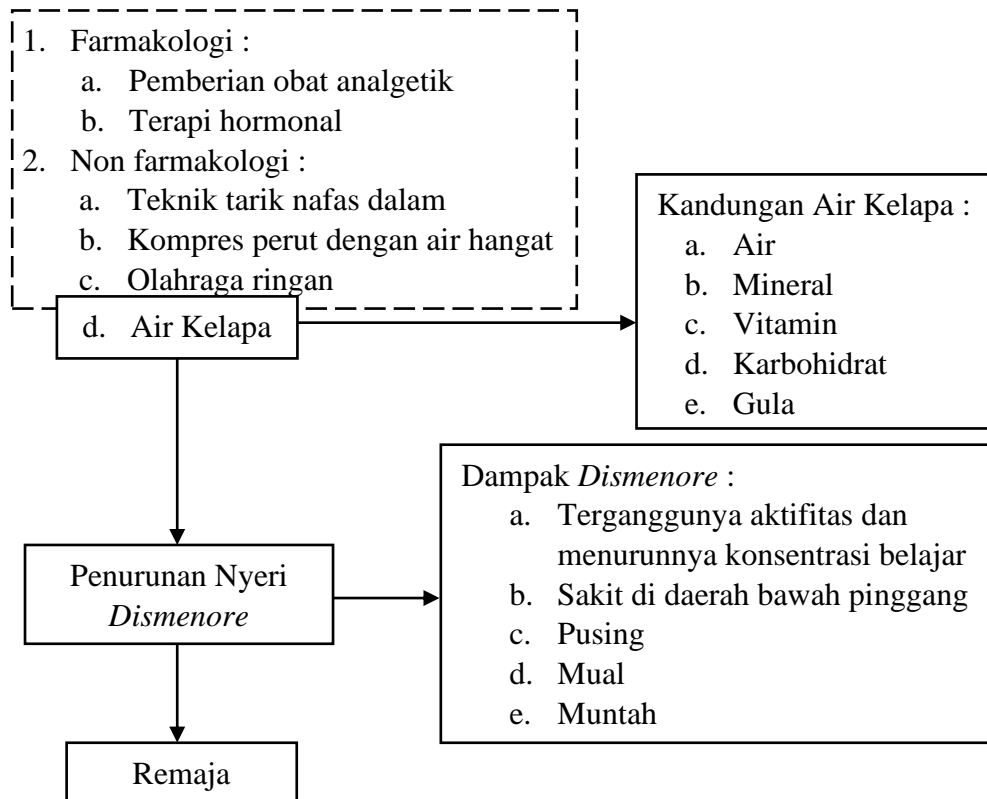 1. Farmakologi :
a. Pemberian obat analgetik
b. Terapi hormonal
2. Non farmakologi :
a. Teknik tarik nafas dalam
b. Kompres perut dengan air hangat
c. Olahraga ringan
d. Air Kelapa
Kandungan Air Kelapa :
a. Air
b. Mineral
c. Vitamin
d. Karbohidrat
e. Gula
Penurunan Nyeri
Dismenore
Dampak Dismenore :
a. Terganggunya aktifitas dan
menurunnya konsentrasi belajar
b. Sakit di daerah bawah pinggang
c. Pusing
d. Mual
e. Muntah
Remaja